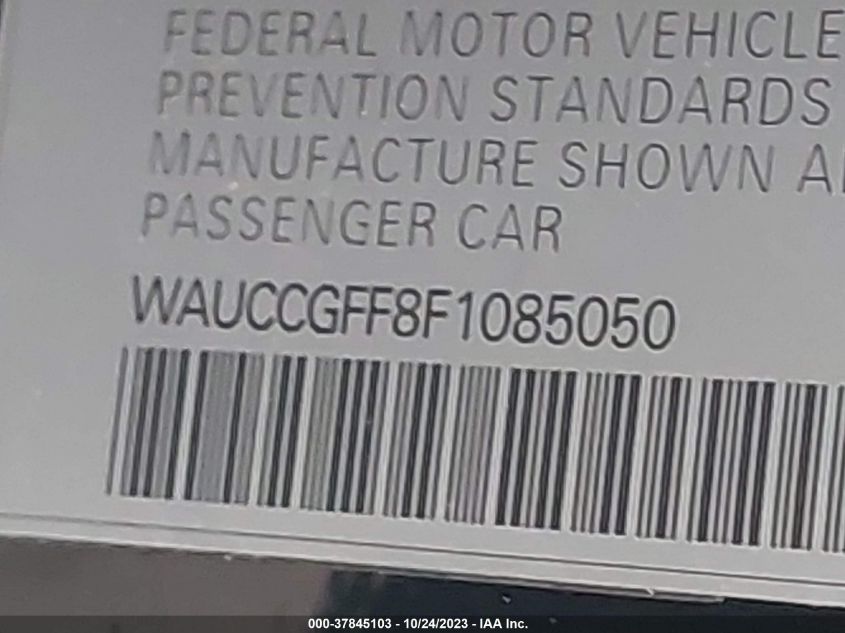 FEDERAL MOTOR VEHICLE
PREVENTION STANDARDS
MANUFACTURE SHOWN
PASSENGER CAR
WAUCCGFF8F1085050
000-37845103 - 10/24/2023 - IAA Inc.